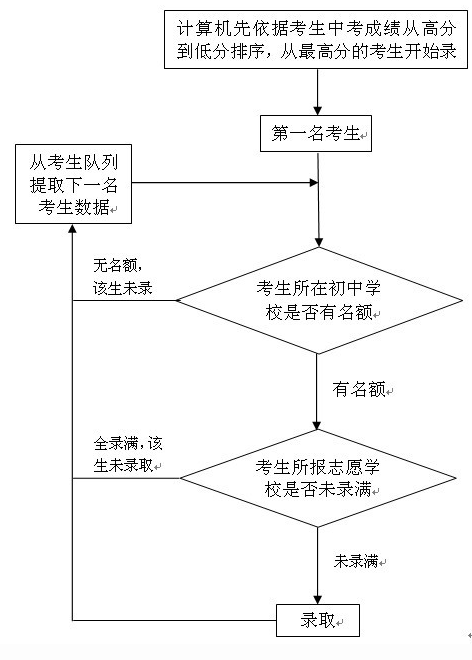 计算机先依据考生中考成绩从高分
到低分排序，从最高分的考生开始录
第一名考生
从考生队列
提取下一名
考生数据
无名额，
该生未录
考生所在初中学
校是否有名额
有名额
全录满，该
生未录取
考生所报志愿学
校是否未录满
未录满
录取